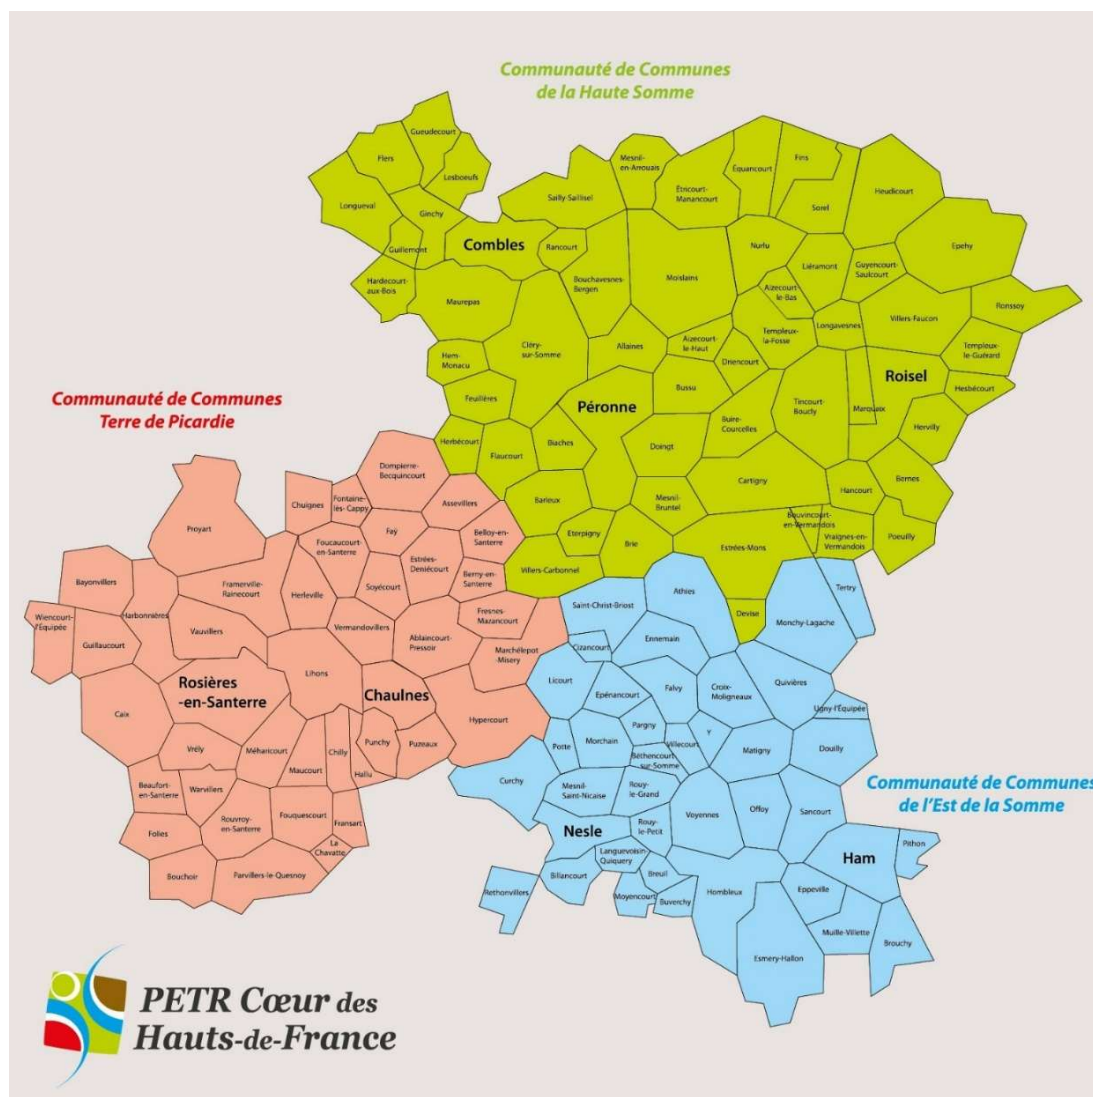 Communauté de Communes
de la Haute Somme
Gueudecourt
Flers
Lesboeufs
Longueval
Ginchy
Guillemont
Hardecourt-
aux-Bois
Combles
Sailly-Saillisel
Mesnil-
en-Arrouais
Rancourt
Étricourt-
Manancourt
Équancourt
Fins
Sorel
Heudicourt
Epehy
Bouchavesnes-
Bergen
Moislains
Nurlu
Liéramont
Guyencourt-
Saulcourt
Aizecourt
le-Bas
Ronssoy
Maurepas
Cléry-
sur-Somme
Allaines
Aizecourt-
le-Haut
Templeux-
la-Fosse
Longavesnes
Villers-Faucon
Templeux-
le-Guérard
Hem-
Monacu
Driencourt
Feuillères
Bussu
Roisel
Hesbécourt
Péronne
Tincourt-
Boucly
Marquaix
Buire-
Courcelles
Hervilly
Herbécourt
Flaucourt
Biaches
Doingt
Cartigny
Hancourt
Bernes
Barleux
Mesnil-
Bruntel
Bouvincourt-
en-Vermandois
Vraignes-en-
Vermandois
Poeuilly
Eterpigny
Brie
Estrées-Mons
Villers-Carbonnel
Devise
Communauté de Communes
Terre de Picardie
Dompierre-
Becquincourt
Chuignes
Fontaine-
lès- Cappy
Assevillers
Proyart
Faÿ
Belloy-en-
Santerre
Foucaucourt-
en-Santerre
Estrées-
Deniécourt
Bayonvillers
Framerville-
Rainecourt
Herleville
Soyécourt
Berny-en-
Santerre
Wiencourt-
l'Equipée
Harbonnières
Fresnes-
Mazancourt
Guillaucourt
Vauvillers
Vermandovillers
Ablaincourt-
Pressoir
Marchélepot
-Misery
Lihons
Rosières
-en-Santerre
Chaulnes
Caix
Hypercourt
Vrély
Méharicourt
Chilly
Punchy
Puzeaux
Maucourt
Hallu
Beaufort-
en-Santerre
Warvillers
Folies
Rouvroy-
en-Santerre
Fouquescourt
Fransart
La
Chavatte
Bouchoir
Parvillers-le-Quesnoy
Athies
Tertry
Saint-Christ-Briost
Monchy-Lagache
Ennemain
Cizancourt
Licourt
Epénancourt
Falvy
Croix-
Moligneaux
Quivières
Ugny-l'Équipée
Pargny
Potte
Morchain
Villecourt
Y
Matigny
Douilly
Béthencourt
sur-Somme
Communauté de Communes
de l'Est de la Somme
Curchy
Mesnil-
Saint-Nicaise
Rouy-
le-Grand
Voyennes
Offoy
Sancourt
Nesle
Rouy-
le-Petit
Languevoisin-
Quiquery
Ham
Pithon
Billancourt
Breuil
Rethonvillers
Moyencourt
Buverchy
Hombleux
Eppeville
Muille-Villette
Brouchy
Esmery-Hallon
PETR Cœur des
Hauts-de-France